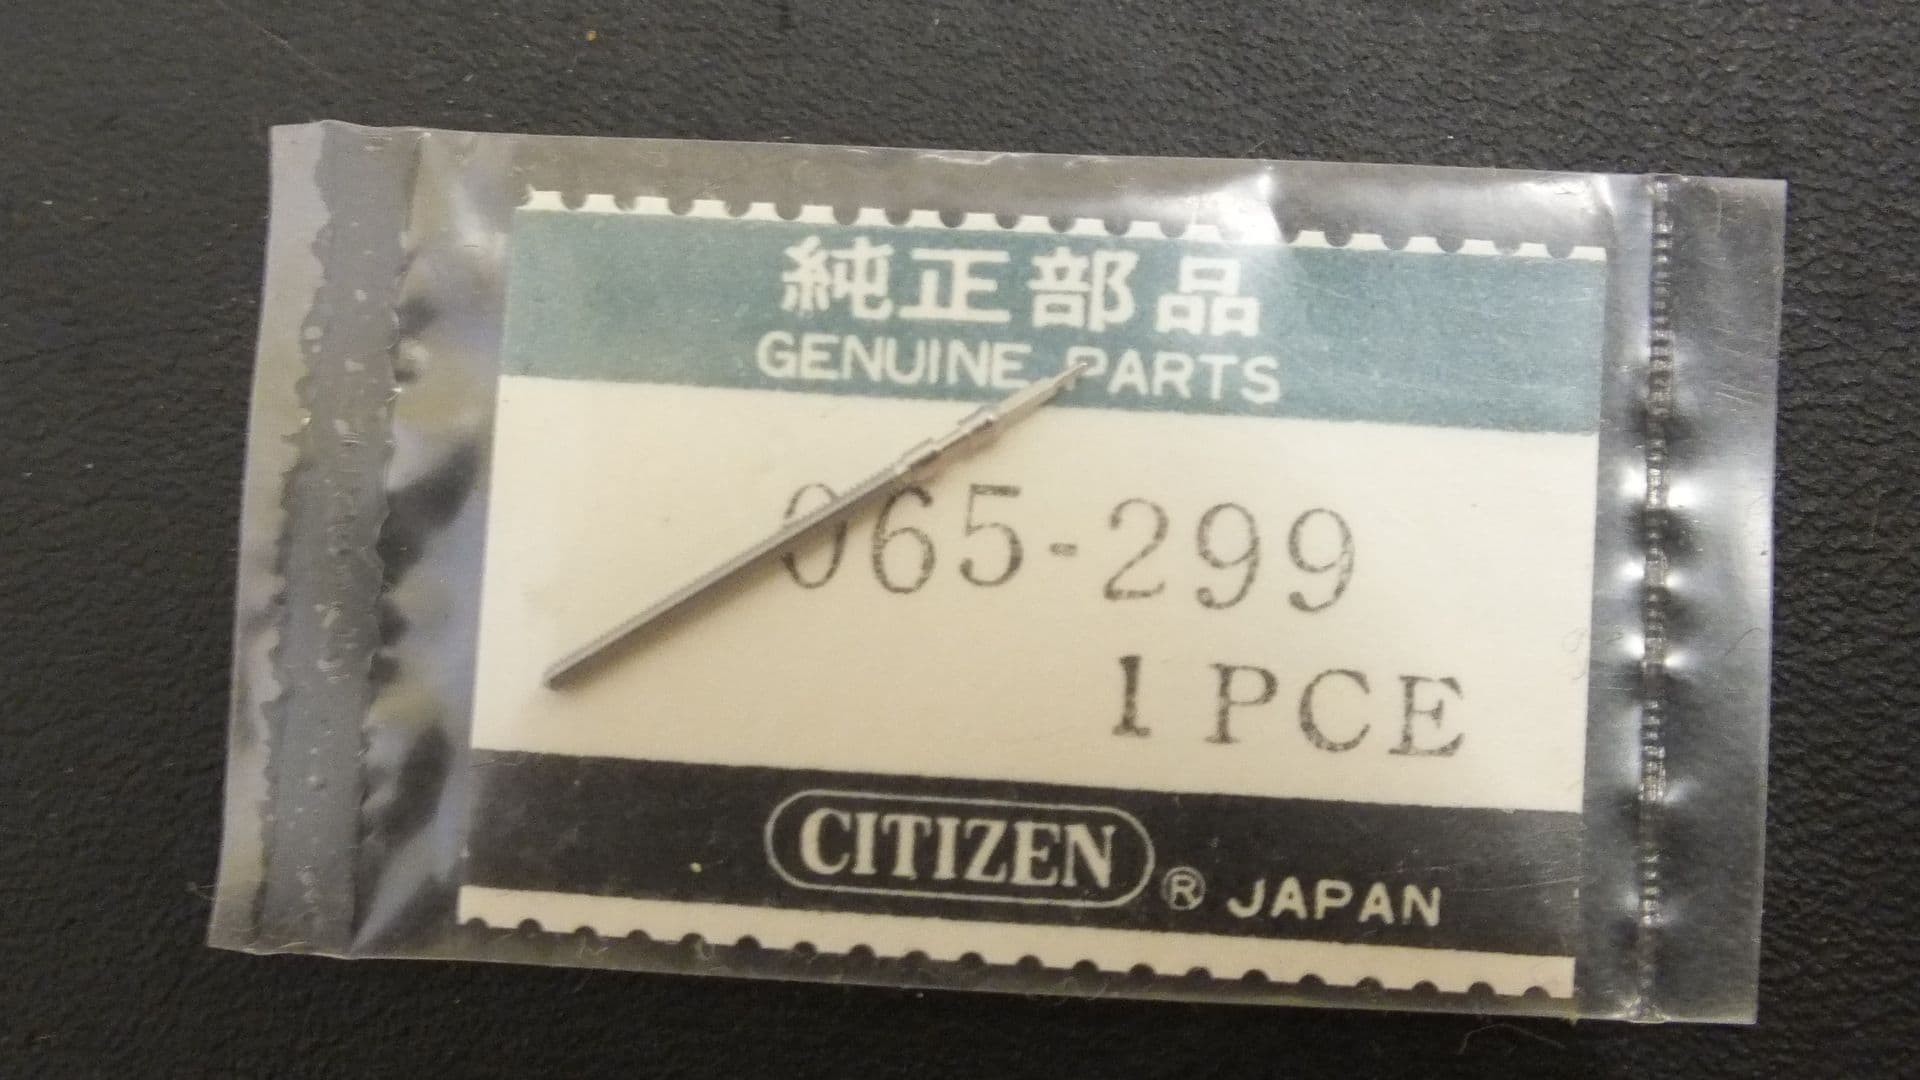 純正部品
GENUINE PARTS
065-299
1 PCE
CITIZEN ® JAPAN